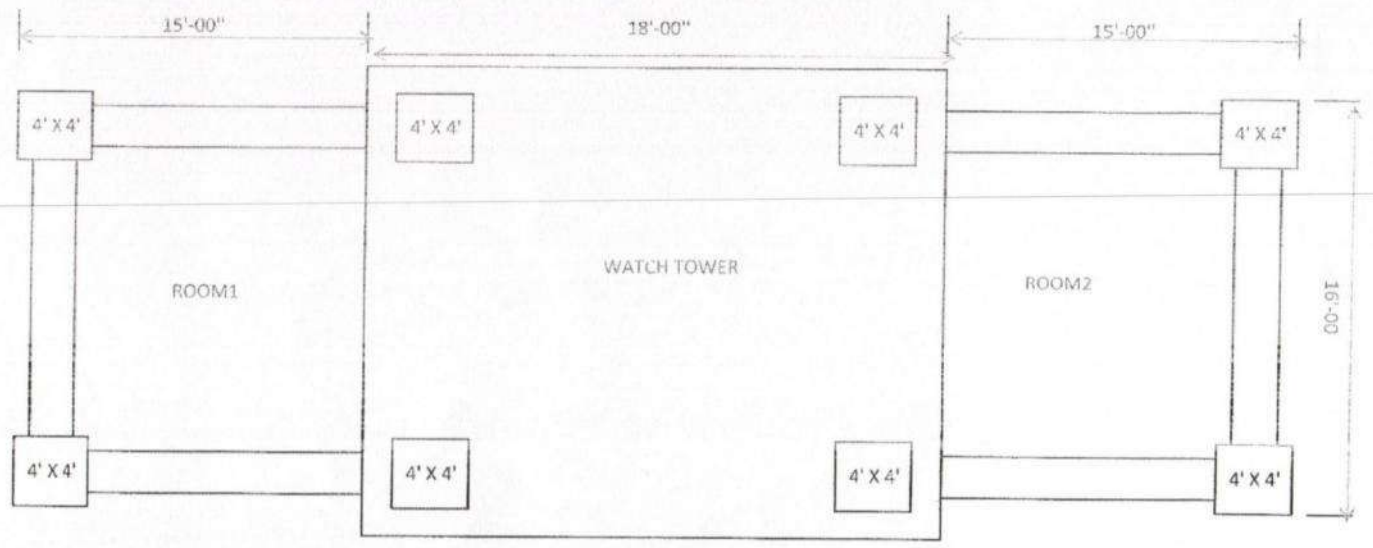 15'-00"
18'-00"
15'-00"
4' X 4'
4' X 4'
4' X 4'
4' X 4'
WATCH TOWER
ROOM1
ROOM2
16'-00
4' X 4'
4' X 4'
4' X 4'
4' X 4'